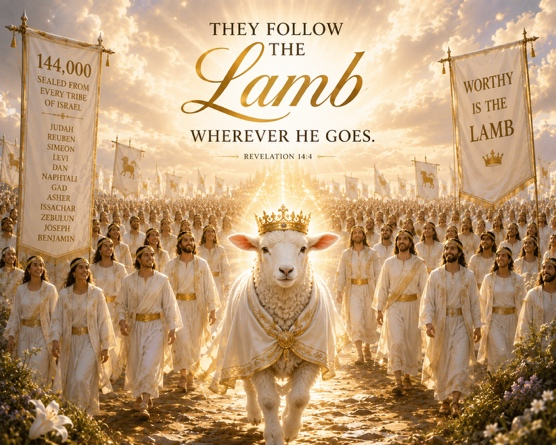 THEY FOLLOW
THE
Lamb
WHEREVER HE GOES.
REVELATION 14:4
144,000
SEALED FROM
EVERY TRIBE
OF ISRAEL
JUDAH
REUBEN
SIMEON
LEVI
DAN
NAPHTALI
GAD
ASHER
ISSACHAR
ZEBULUN
JOSEPH
BENJAMIN
WORTHY
IS THE
LAMB